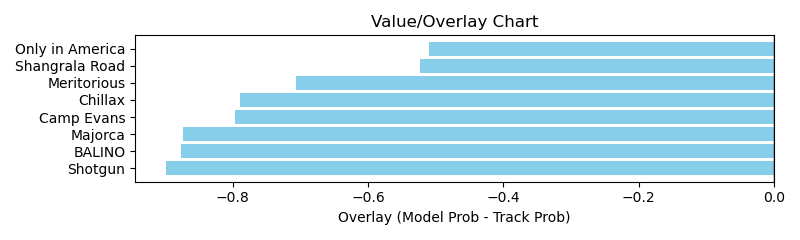 Value/Overlay Chart
Only in America
Shangrala Road
Meritorious
Chillax
Camp Evans
Majorca
BALINO
Shotgun
−0.8 −0.6 −0.4 −0.2 0.0
Overlay (Model Prob - Track Prob)